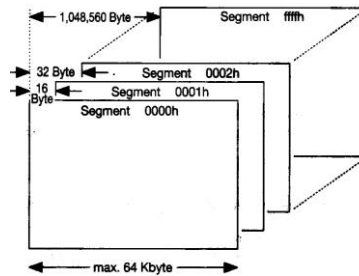 1,048,560 Byte
Segment ffffh
32 Byte
Segment 0002h
16 Byte
Segment 0001h
Segment 0000h
max. 64 Kbyte